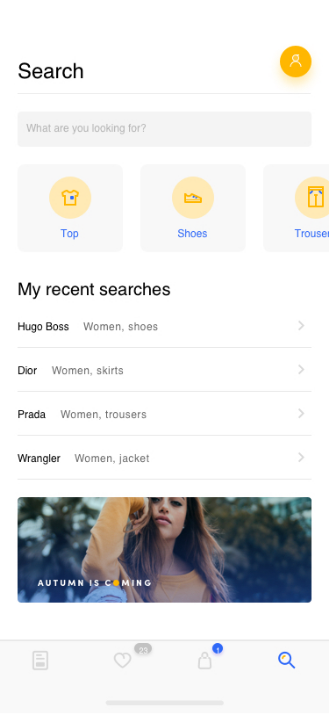 Search
What are you looking for?
Top
Shoes
Trouser
My recent searches
Hugo Boss Women, shoes
Dior Women, skirts
Prada Women, trousers
Wrangler Women, jacket
AUTUMN IS COMING
1